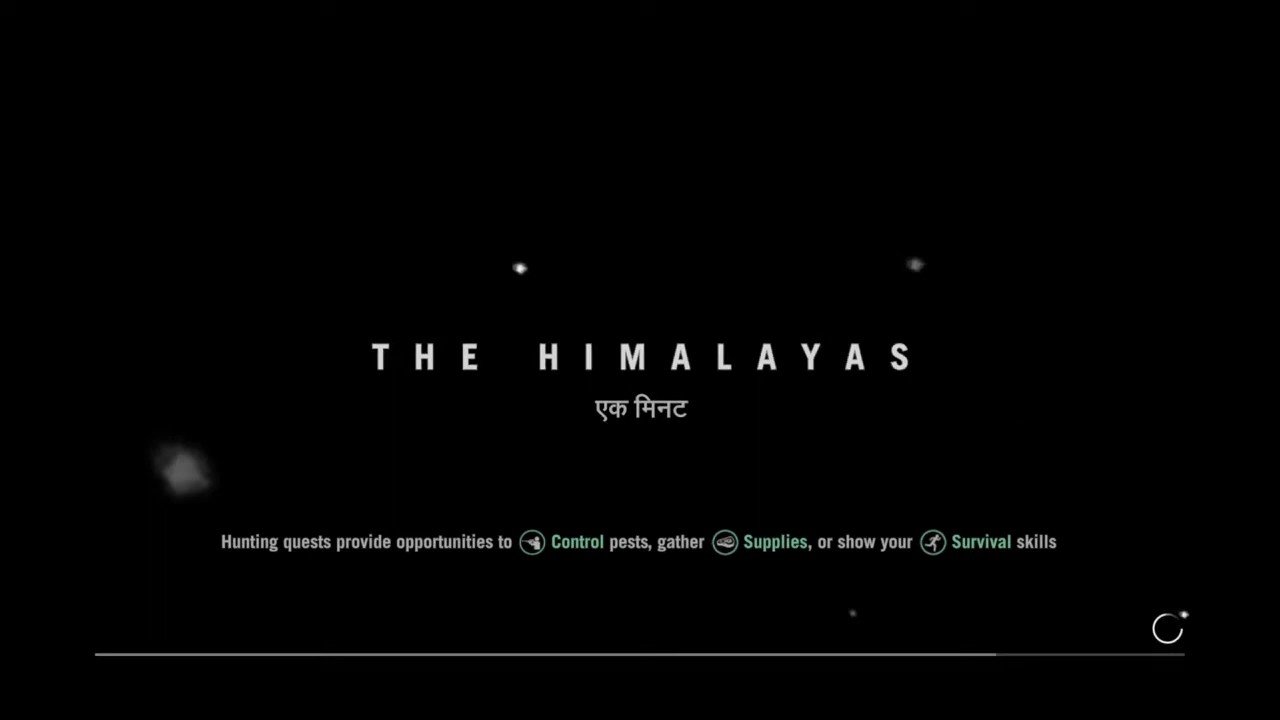 THE HIMALAYAS
एक मिनट
Hunting quests provide opportunities to Control pests, gather Supplies, or show your Survival skills